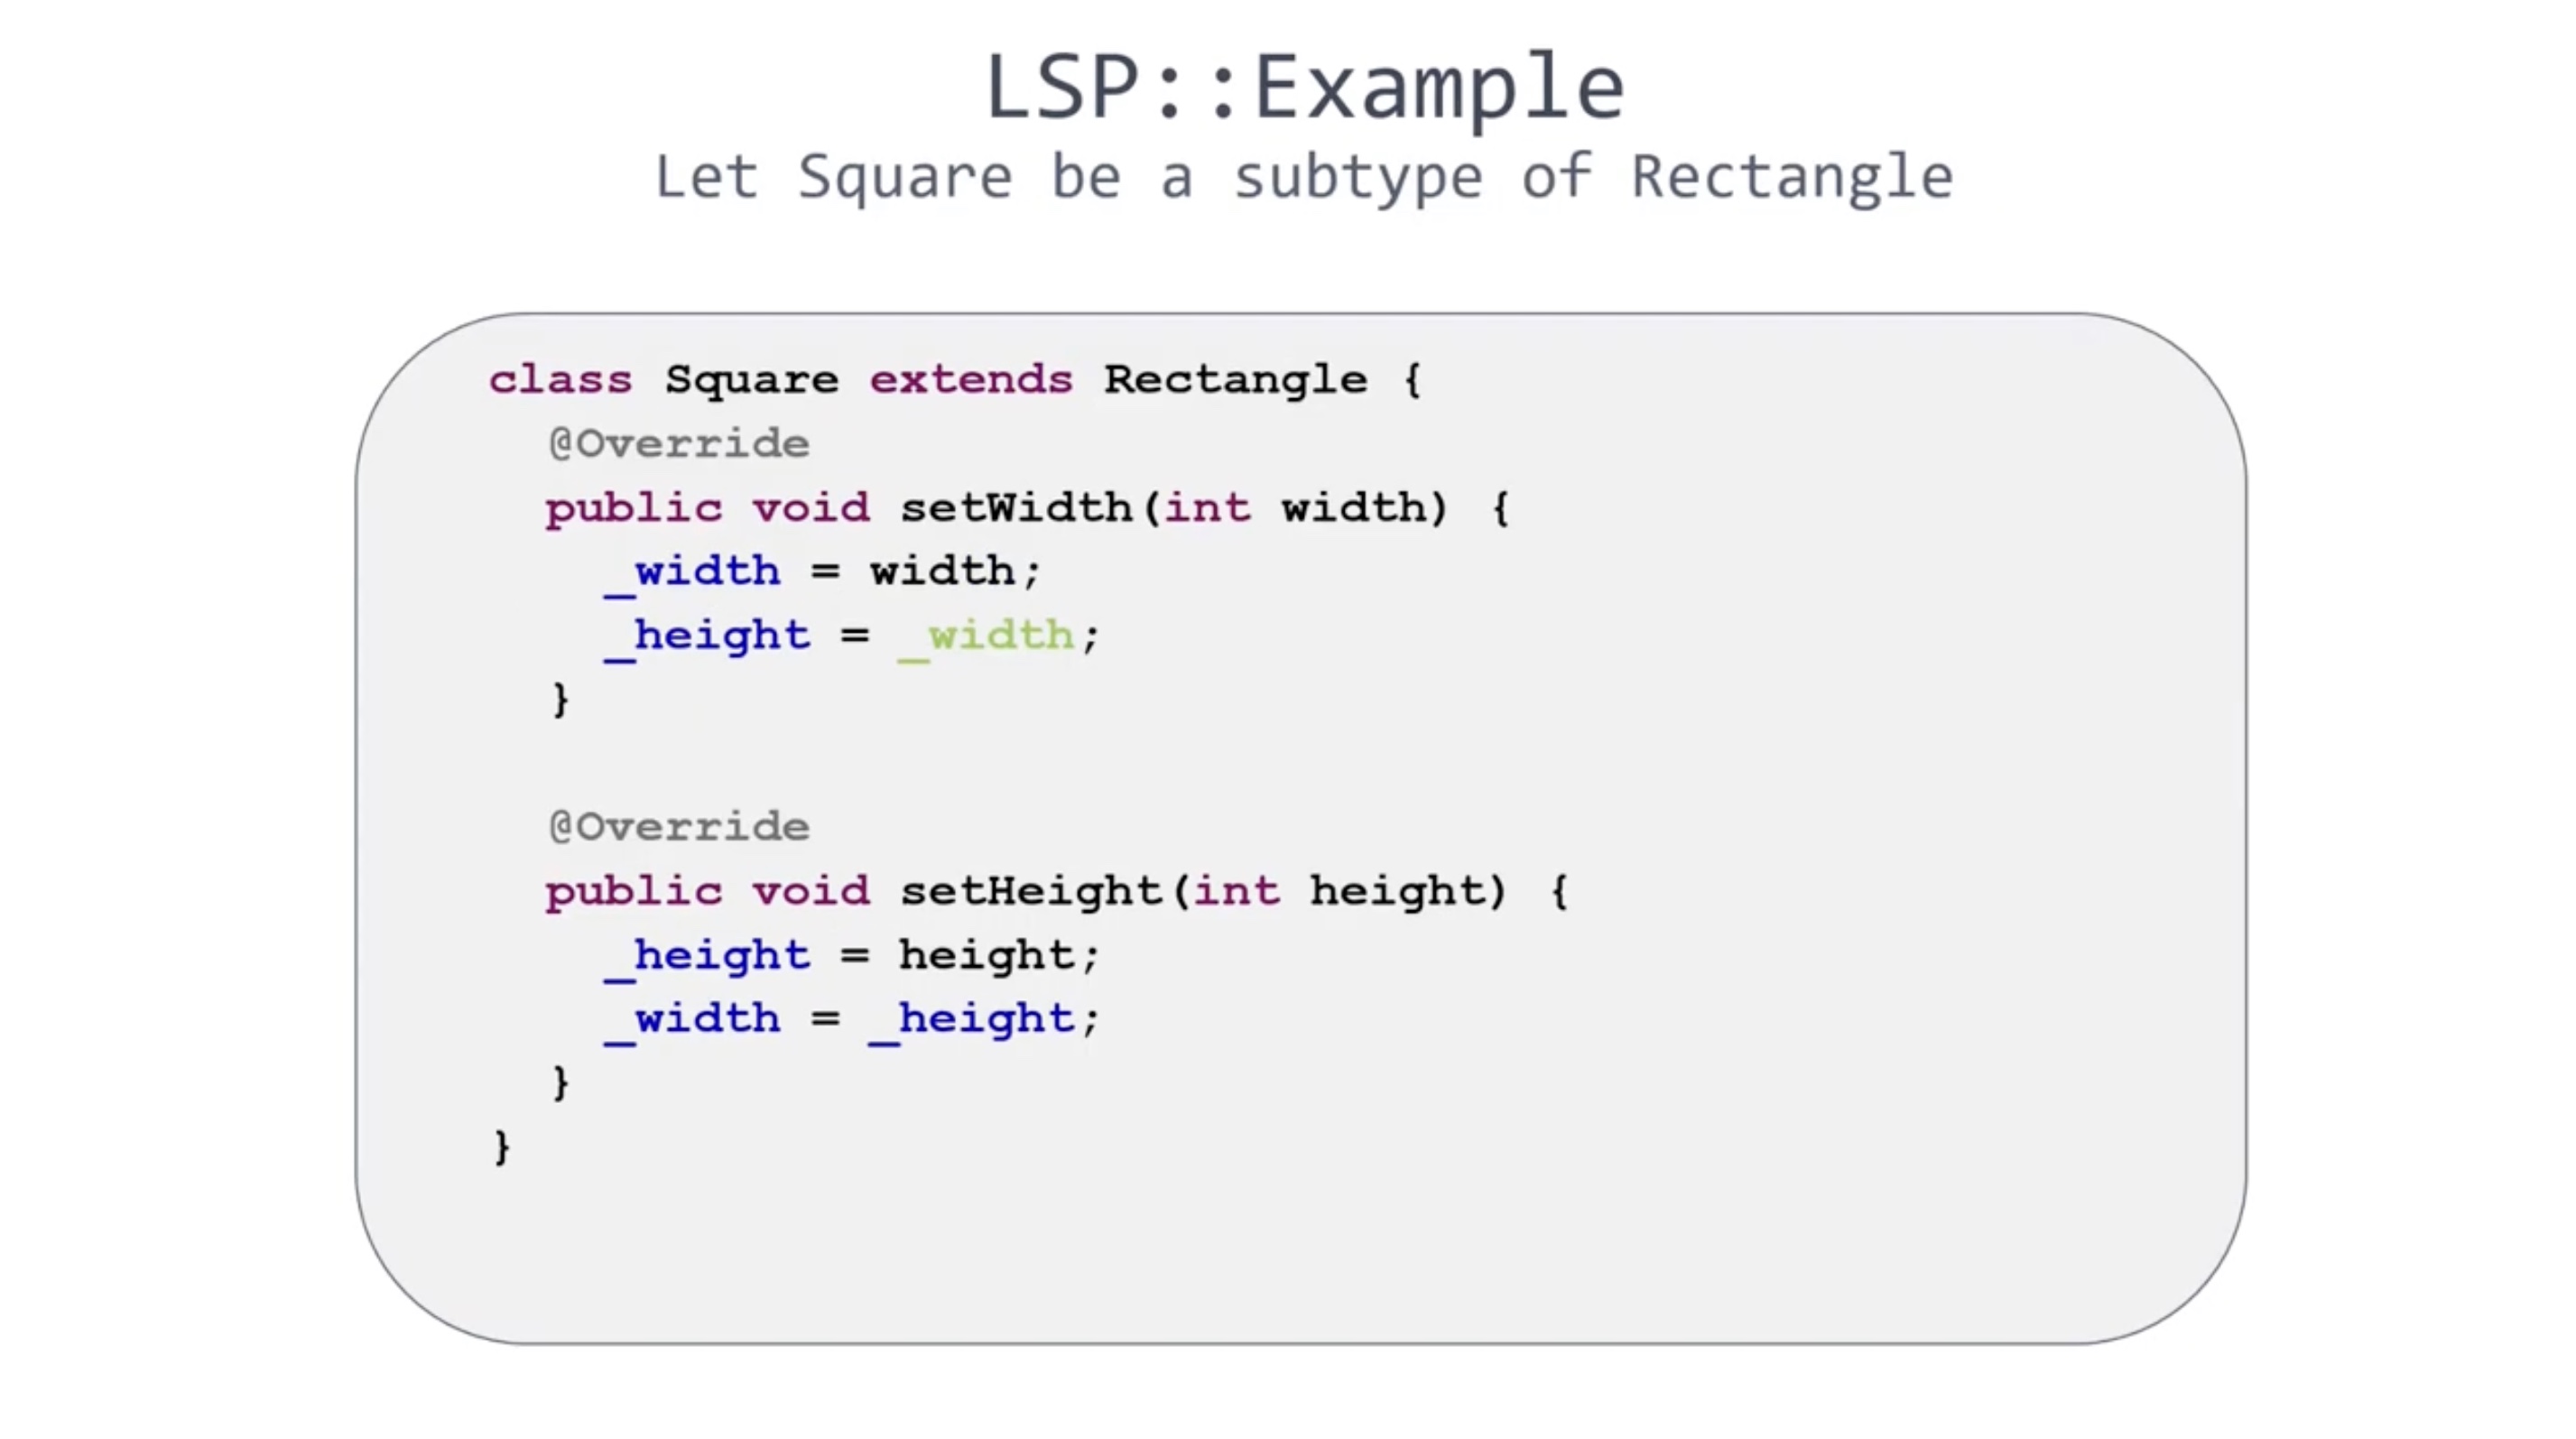 LSP::Example
Let Square be a subtype of Rectangle
class Square extends Rectangle {
@Override
public void setWidth(int width) {
_width = width;
_height = _width;
}
@Override
public void setHeight(int height) {
_height = height;
_width = _height;
}
}